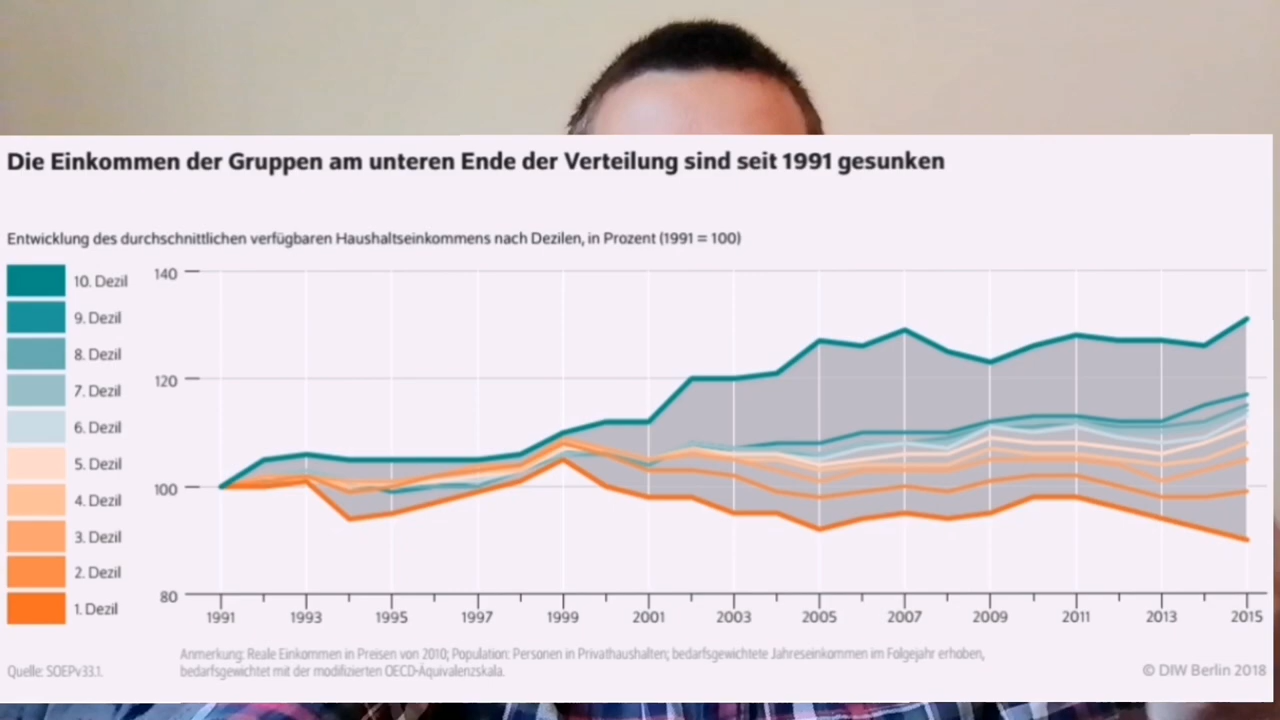 Die Einkommen der Gruppen am unteren Ende der Verteilung sind seit 1991 gesunken
Entwicklung des durchschnittlichen verfügbaren Haushaltseinkommens nach Dezilen, in Prozent (1991 = 100)
10. Dezil
9. Dezil
8. Dezil
7. Dezil
6. Dezil
5. Dezil
4. Dezil
3. Dezil
2. Dezil
1. Dezil
140
120
100
80
1991 1993 1995 1997 1999 2001 2003 2005 2007 2009 2011 2013 2015
Quelle: SOEPv33.1.
Anmerkung: Reale Einkommen in Preisen von 2010; Population: Personen in Privathaushalten; bedarfsgewichtete Jahreseinkommen im Folgejahr erhoben,
bedarfsgewichtet mit der modifizierten OECD-Äquivalenzskala.
© DIW Berlin 2018